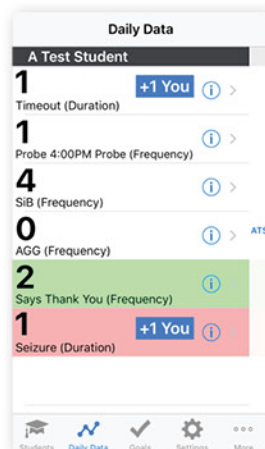 Daily Data
A Test Student
1
+1 You
Timeout (Duration)
1
Probe 4:00PM Probe (Frequency)
4
SiB (Frequency)
0
AGG (Frequency)
ATS
2
Says Thank You (Frequency)
1
+1 You
Seizure (Duration)
Students Daily Data Goals Settings More